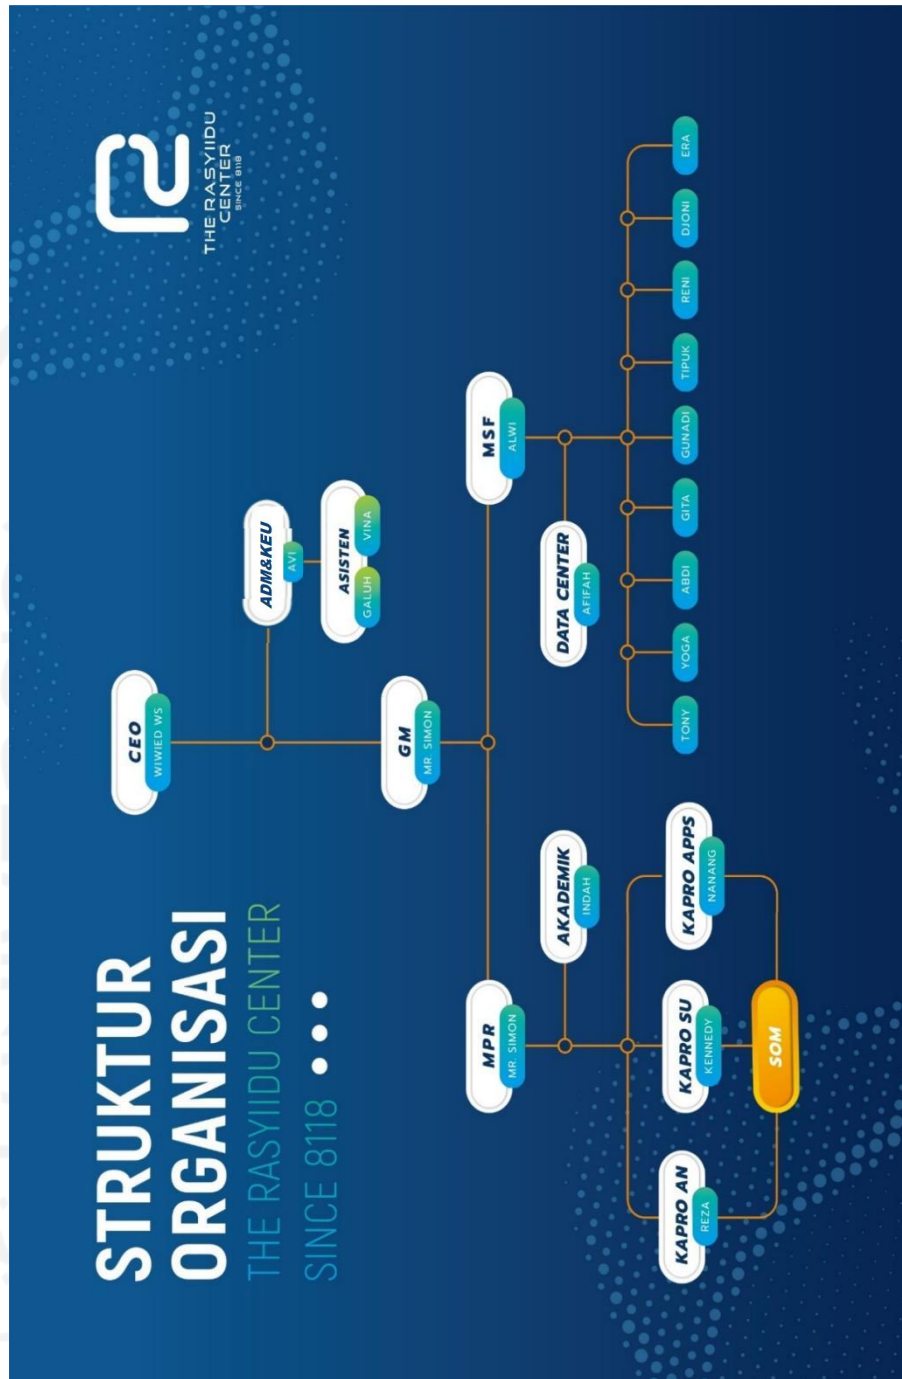 STRUKTUR
ORGANISASI
THE RASYIIDU CENTER
SINCE 8118
THE RASYIIDU
CENTER
SINCE 8118
CEO
WIWIED WS
ADM&KEU
AVI
ASISTEN
GALUH
VINA
GM
MR. SIMON
MPR
MR. SIMON
MSF
ALWI
AKADEMIK
INDAH
DATA CENTER
AFIFAH
KAPRO AN
REZA
KAPRO SU
KENNEDY
KAPRO APPS
NANANG
TONY
YOGA
ABDI
GITA
GUNADI
TIPUK
RENI
DJONI
ERA
SOM